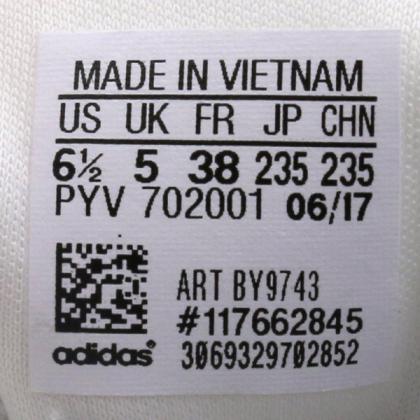 MADE IN VIETNAM
US UK FR JP CHN
6½ 5 38 235 235
PYV 702001 06/17
ART BY9743
#117662845
adidas® 3069329702852